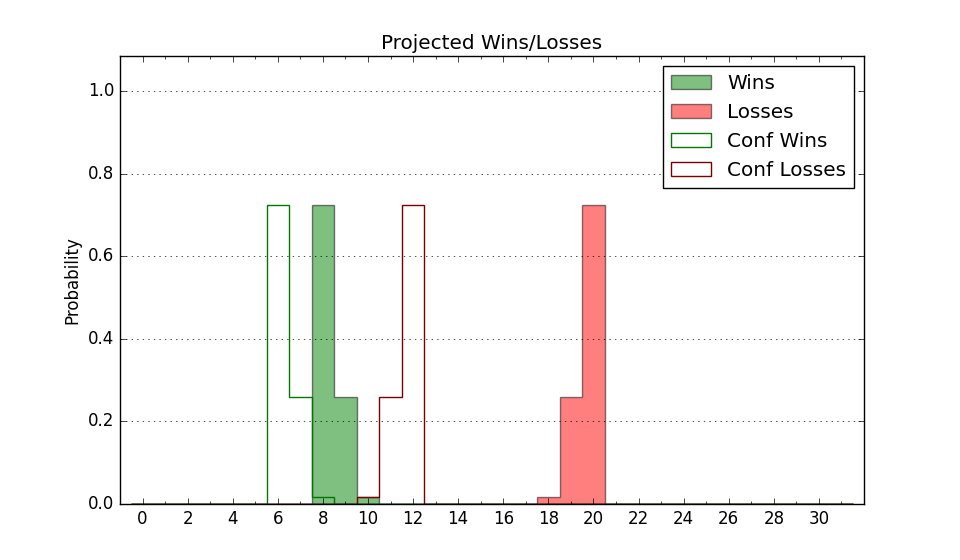 Projected Wins/Losses
Wins
Losses
Conf Wins
Conf Losses
Probability
1.0
0.8
0.6
0.4
0.2
0.0
0 2 4 6 8 10 12 14 16 18 20 22 24 26 28 30